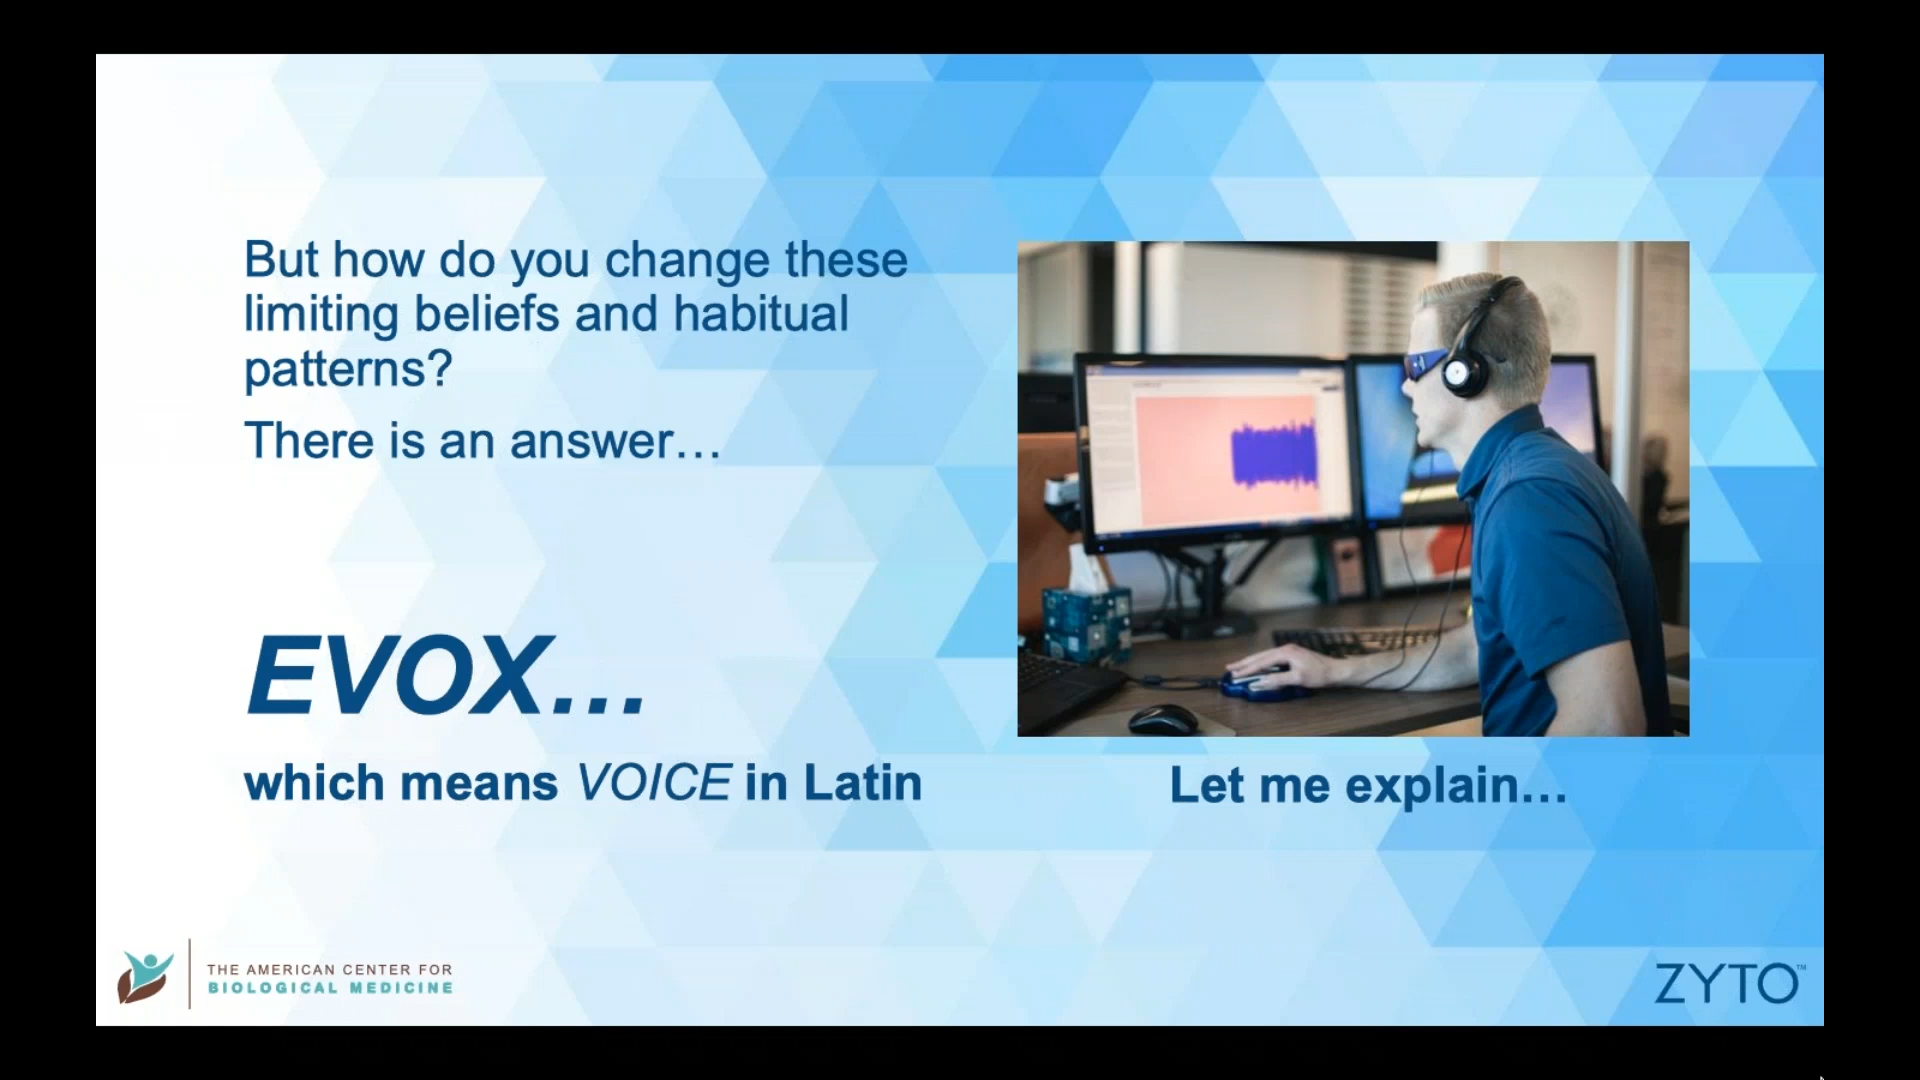 But how do you change these
limiting beliefs and habitual
patterns?
There is an answer…
EVOX…
which means VOICE in Latin
Let me explain…
THE AMERICAN CENTER FOR
BIOLOGICAL MEDICINE
ZYTO™